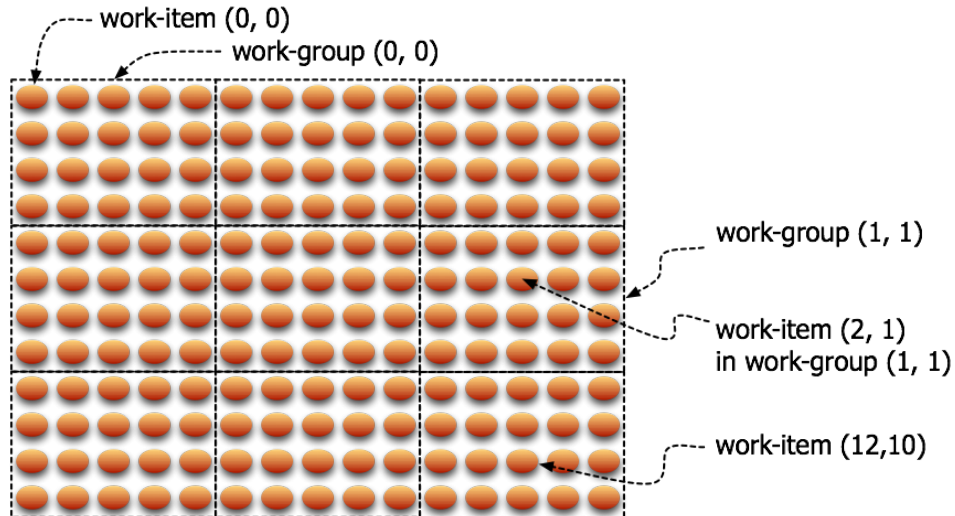 work-item (0, 0)
work-group (0, 0)
work-group (1, 1)
work-item (2, 1)
in work-group (1, 1)
work-item (12,10)